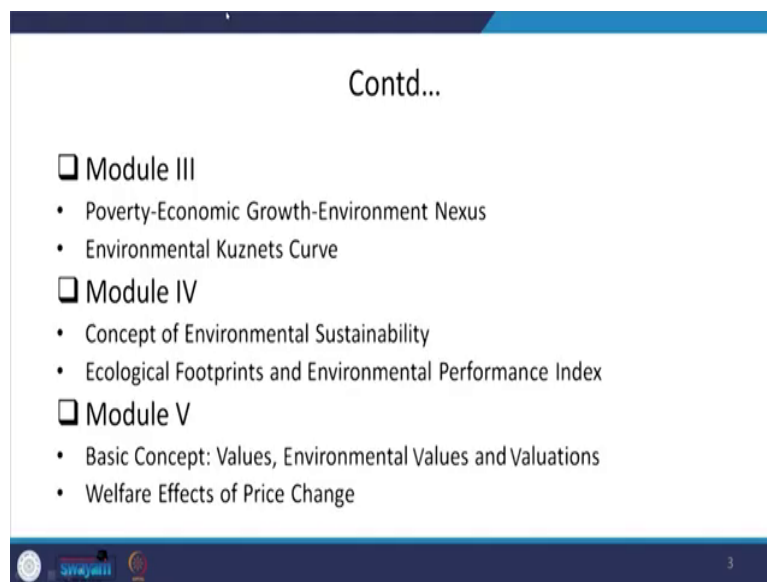 Contd...
❑ Module III
• Poverty-Economic Growth-Environment Nexus
• Environmental Kuznets Curve
❑ Module IV
• Concept of Environmental Sustainability
• Ecological Footprints and Environmental Performance Index
❑ Module V
• Basic Concept: Values, Environmental Values and Valuations
• Welfare Effects of Price Change
swayam
3